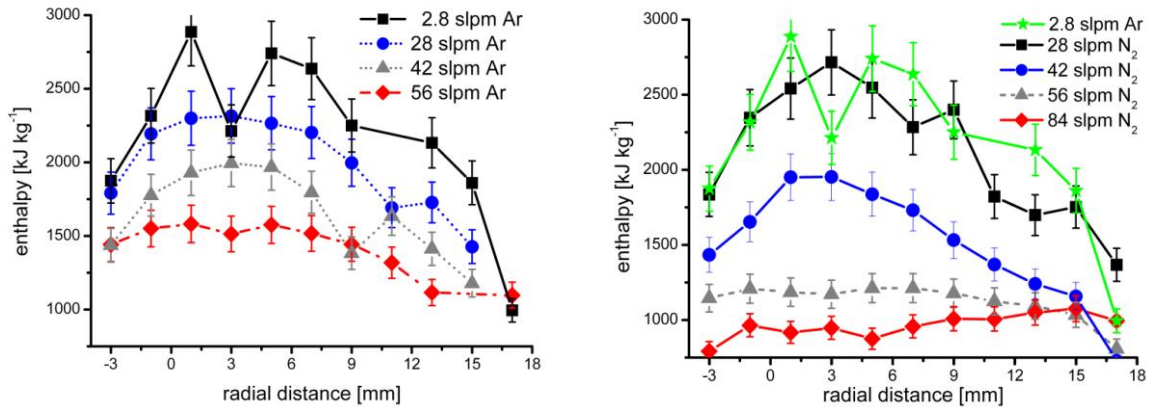 3000
2500
2000
1500
1000
enthalpy [kJ kg⁻¹]
-3 0 3 6 9 12 15 18
radial distance [mm]
2.8 slpm Ar
28 slpm Ar
42 slpm Ar
56 slpm Ar
3000
2500
2000
1500
1000
enthalpy [kJ kg⁻¹]
-3 0 3 6 9 12 15 18
radial distance [mm]
2.8 slpm Ar
28 slpm N₂
42 slpm N₂
56 slpm N₂
84 slpm N₂